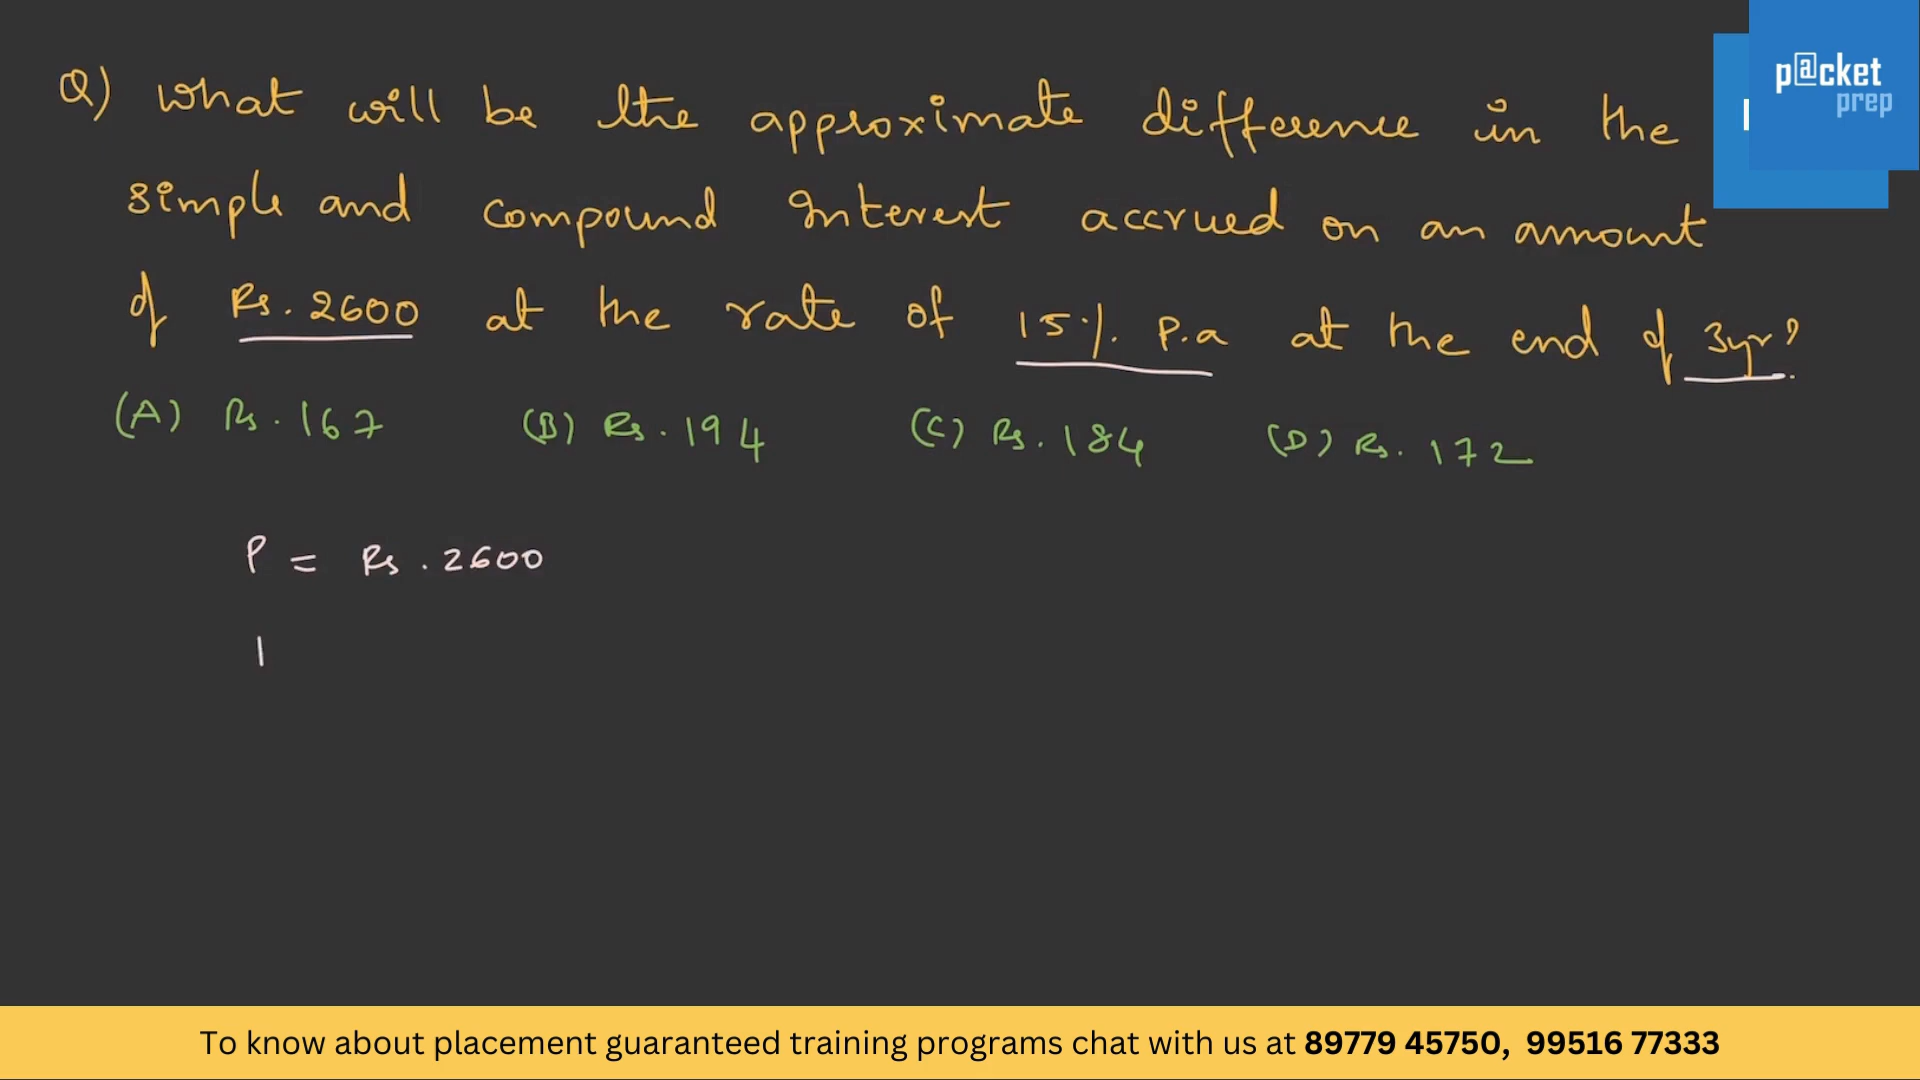 Q) what will be the approximate difference in the
simple and compound Interest accrued on an amount
of Rs. 2600 at the rate of 15%. P.a at the end of 3yr?
(A) Rs. 167 (B) Rs. 194 (C) Rs. 184 (D) Rs. 172
P = Rs. 2600
p@cket
prep
To know about placement guaranteed training programs chat with us at 89779 45750, 99516 77333